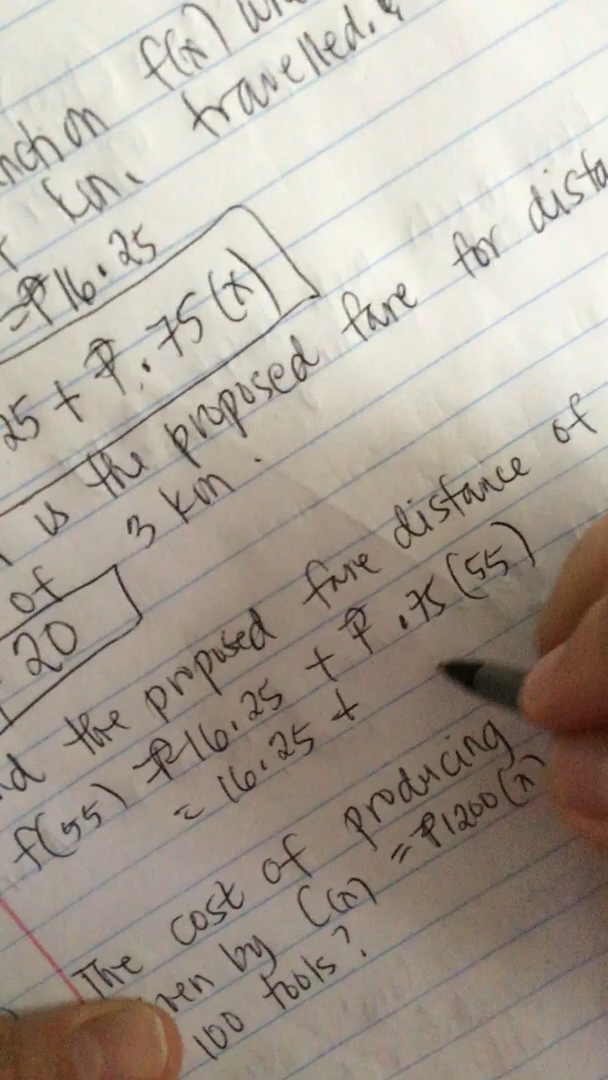 f(x)
nction travelled.
km.
=₱16.25
25 + ₱.75(x)
is the proposed fare for dista
of 3 km.
20
d the proposed fare distance of
f(55) ₱16.25 + ₱.75(55)
= 16.25 +
The cost of producing
ven by C(x) = ₱1200(x)
100 tools?